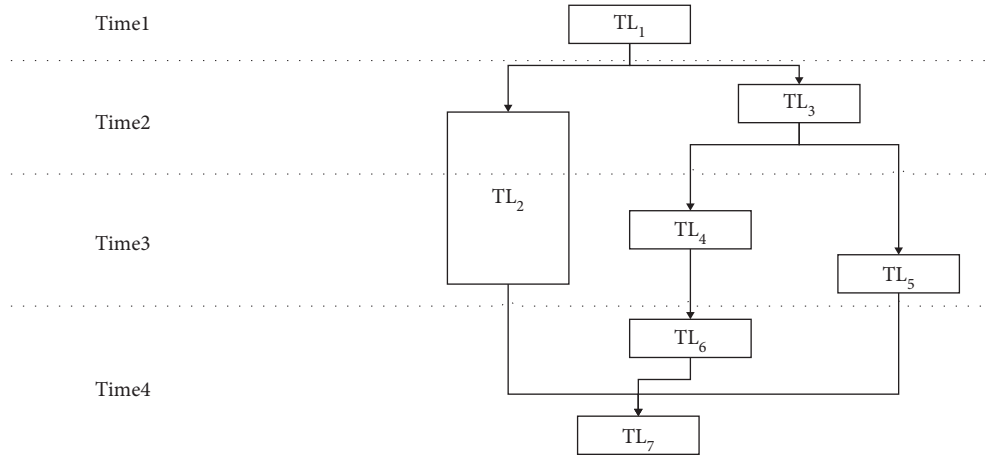 Time1
TL₁
Time2
TL₃
TL₂
Time3
TL₄
TL₅
TL₆
Time4
TL₇